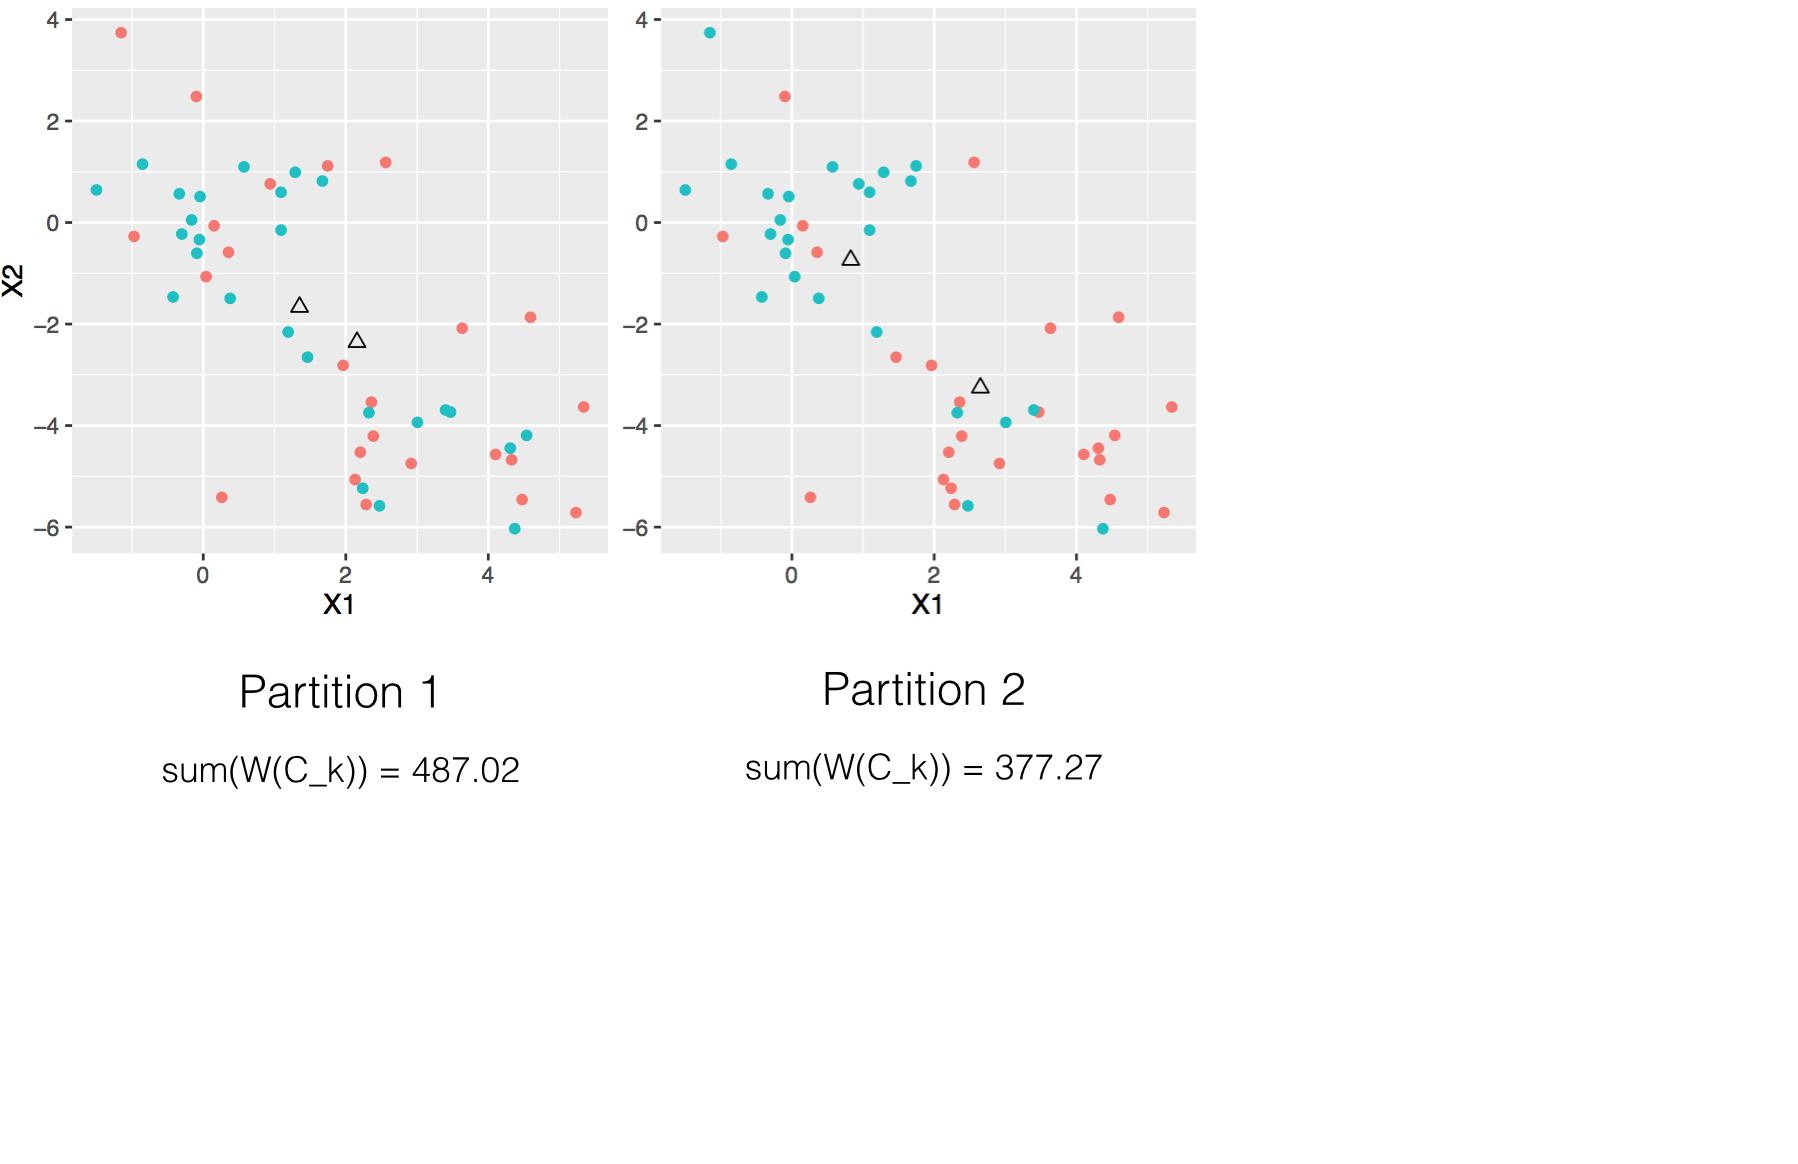 4
2
0
−2
−4
−6
X2
0 2 4
X1
4
2
0
−2
−4
−6
0 2 4
X1
Partition 1
sum(W(C_k)) = 487.02
Partition 2
sum(W(C_k)) = 377.27